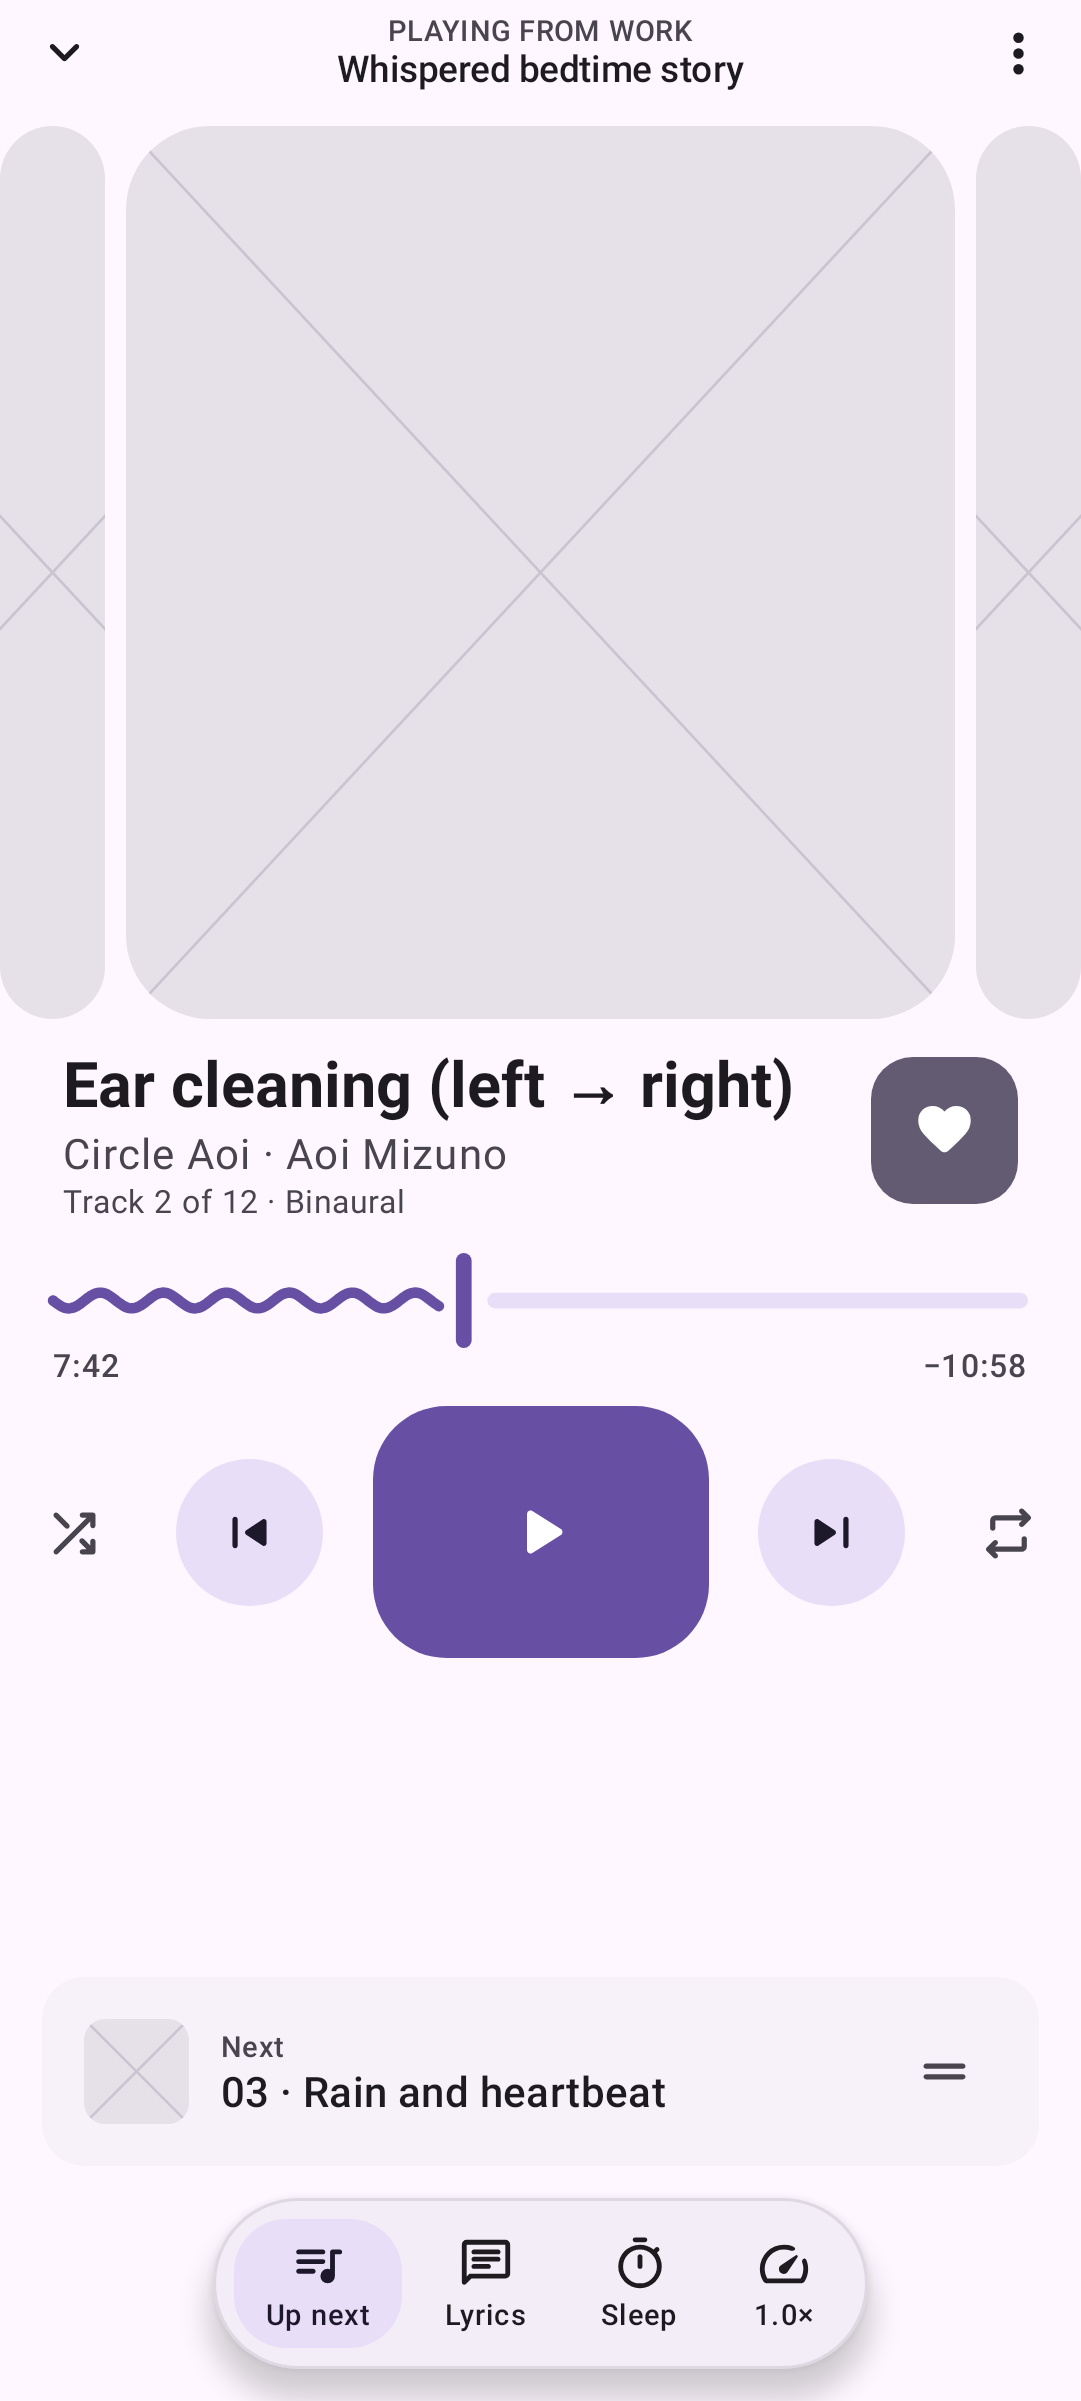 PLAYING FROM WORK
Whispered bedtime story
Ear cleaning (left → right)
Circle Aoi · Aoi Mizuno
Track 2 of 12 · Binaural
7:42
−10:58
Next
03 · Rain and heartbeat
Up next
Lyrics
Sleep
1.0×